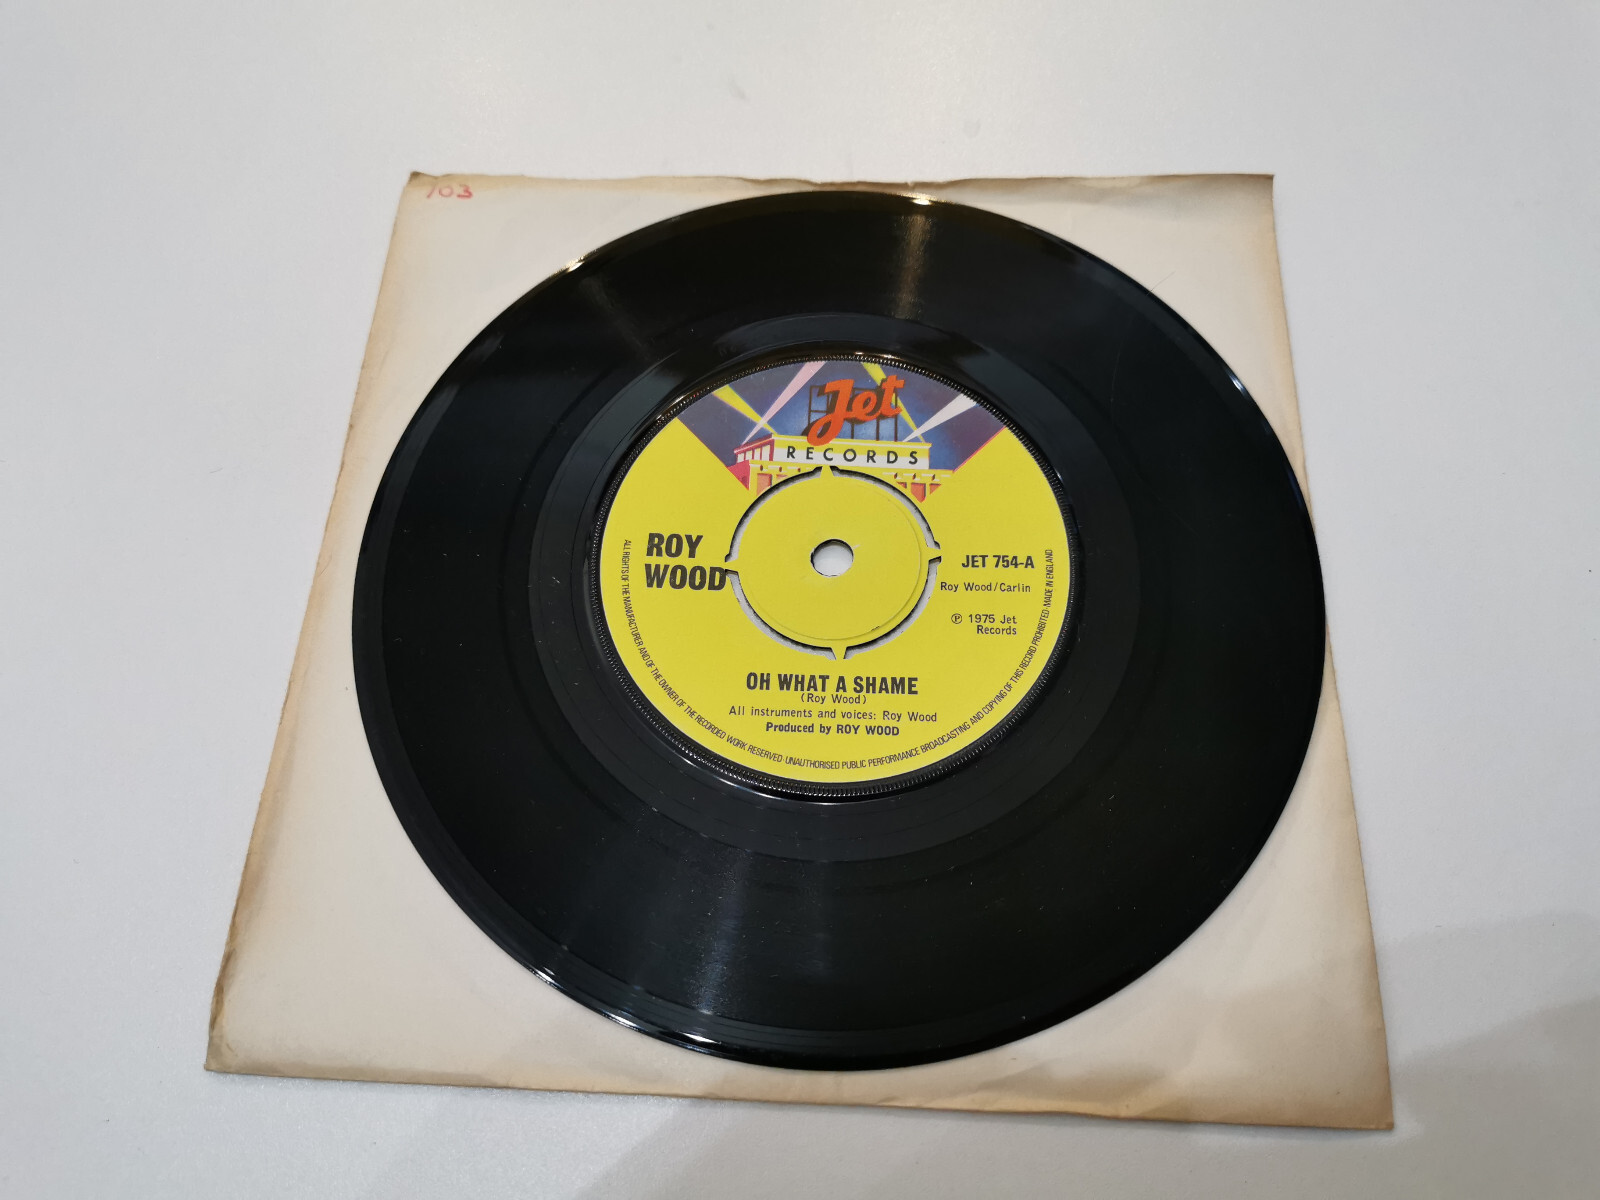 703
Jet
RECORDS
ROY
WOOD
JET 754-A
Roy Wood/Carlin
℗ 1975 Jet
Records
OH WHAT A SHAME
(Roy Wood)
All instruments and voices: Roy Wood
Produced by ROY WOOD
ALL RIGHTS OF THE MANUFACTURER AND OF THE OWNER OF THE RECORDED WORK RESERVED · UNAUTHORISED PUBLIC PERFORMANCE BROADCASTING AND COPYING OF THIS RECORD PROHIBITED · MADE IN ENGLAND